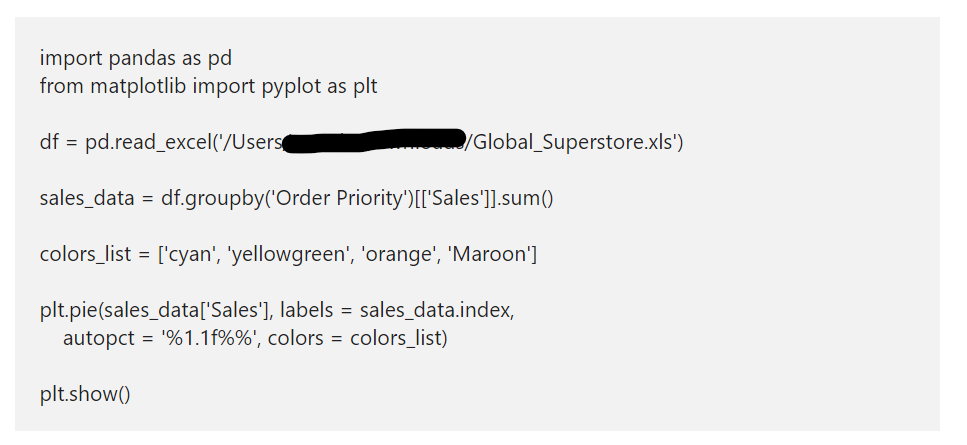 import pandas as pd
from matplotlib import pyplot as plt
df = pd.read_excel('/Users /Global_Superstore.xls')
sales_data = df.groupby('Order Priority')[['Sales']].sum()
colors_list = ['cyan', 'yellowgreen', 'orange', 'Maroon']
plt.pie(sales_data['Sales'], labels = sales_data.index,
autopct = '%1.1f%%', colors = colors_list)
plt.show()